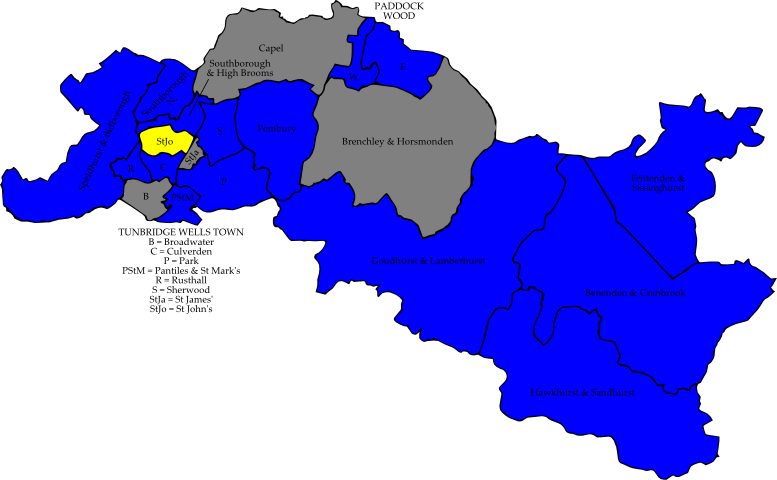 PADDOCK
WOOD
Capel
Southborough
& High Brooms
Southborough
N
E
W
Speldhurst & Bidborough
StJo
S
Pembury
Brenchley & Horsmonden
StJa
R
C
P
B
PStM
Frittenden &
Sissinghurst
Goudhurst & Lamberhurst
Benenden & Cranbrook
Hawkhurst & Sandhurst
TUNBRIDGE WELLS TOWN
B = Broadwater
C = Culverden
P = Park
PStM = Pantiles & St Mark's
R = Rusthall
S = Sherwood
StJa = St James'
StJo = St John's